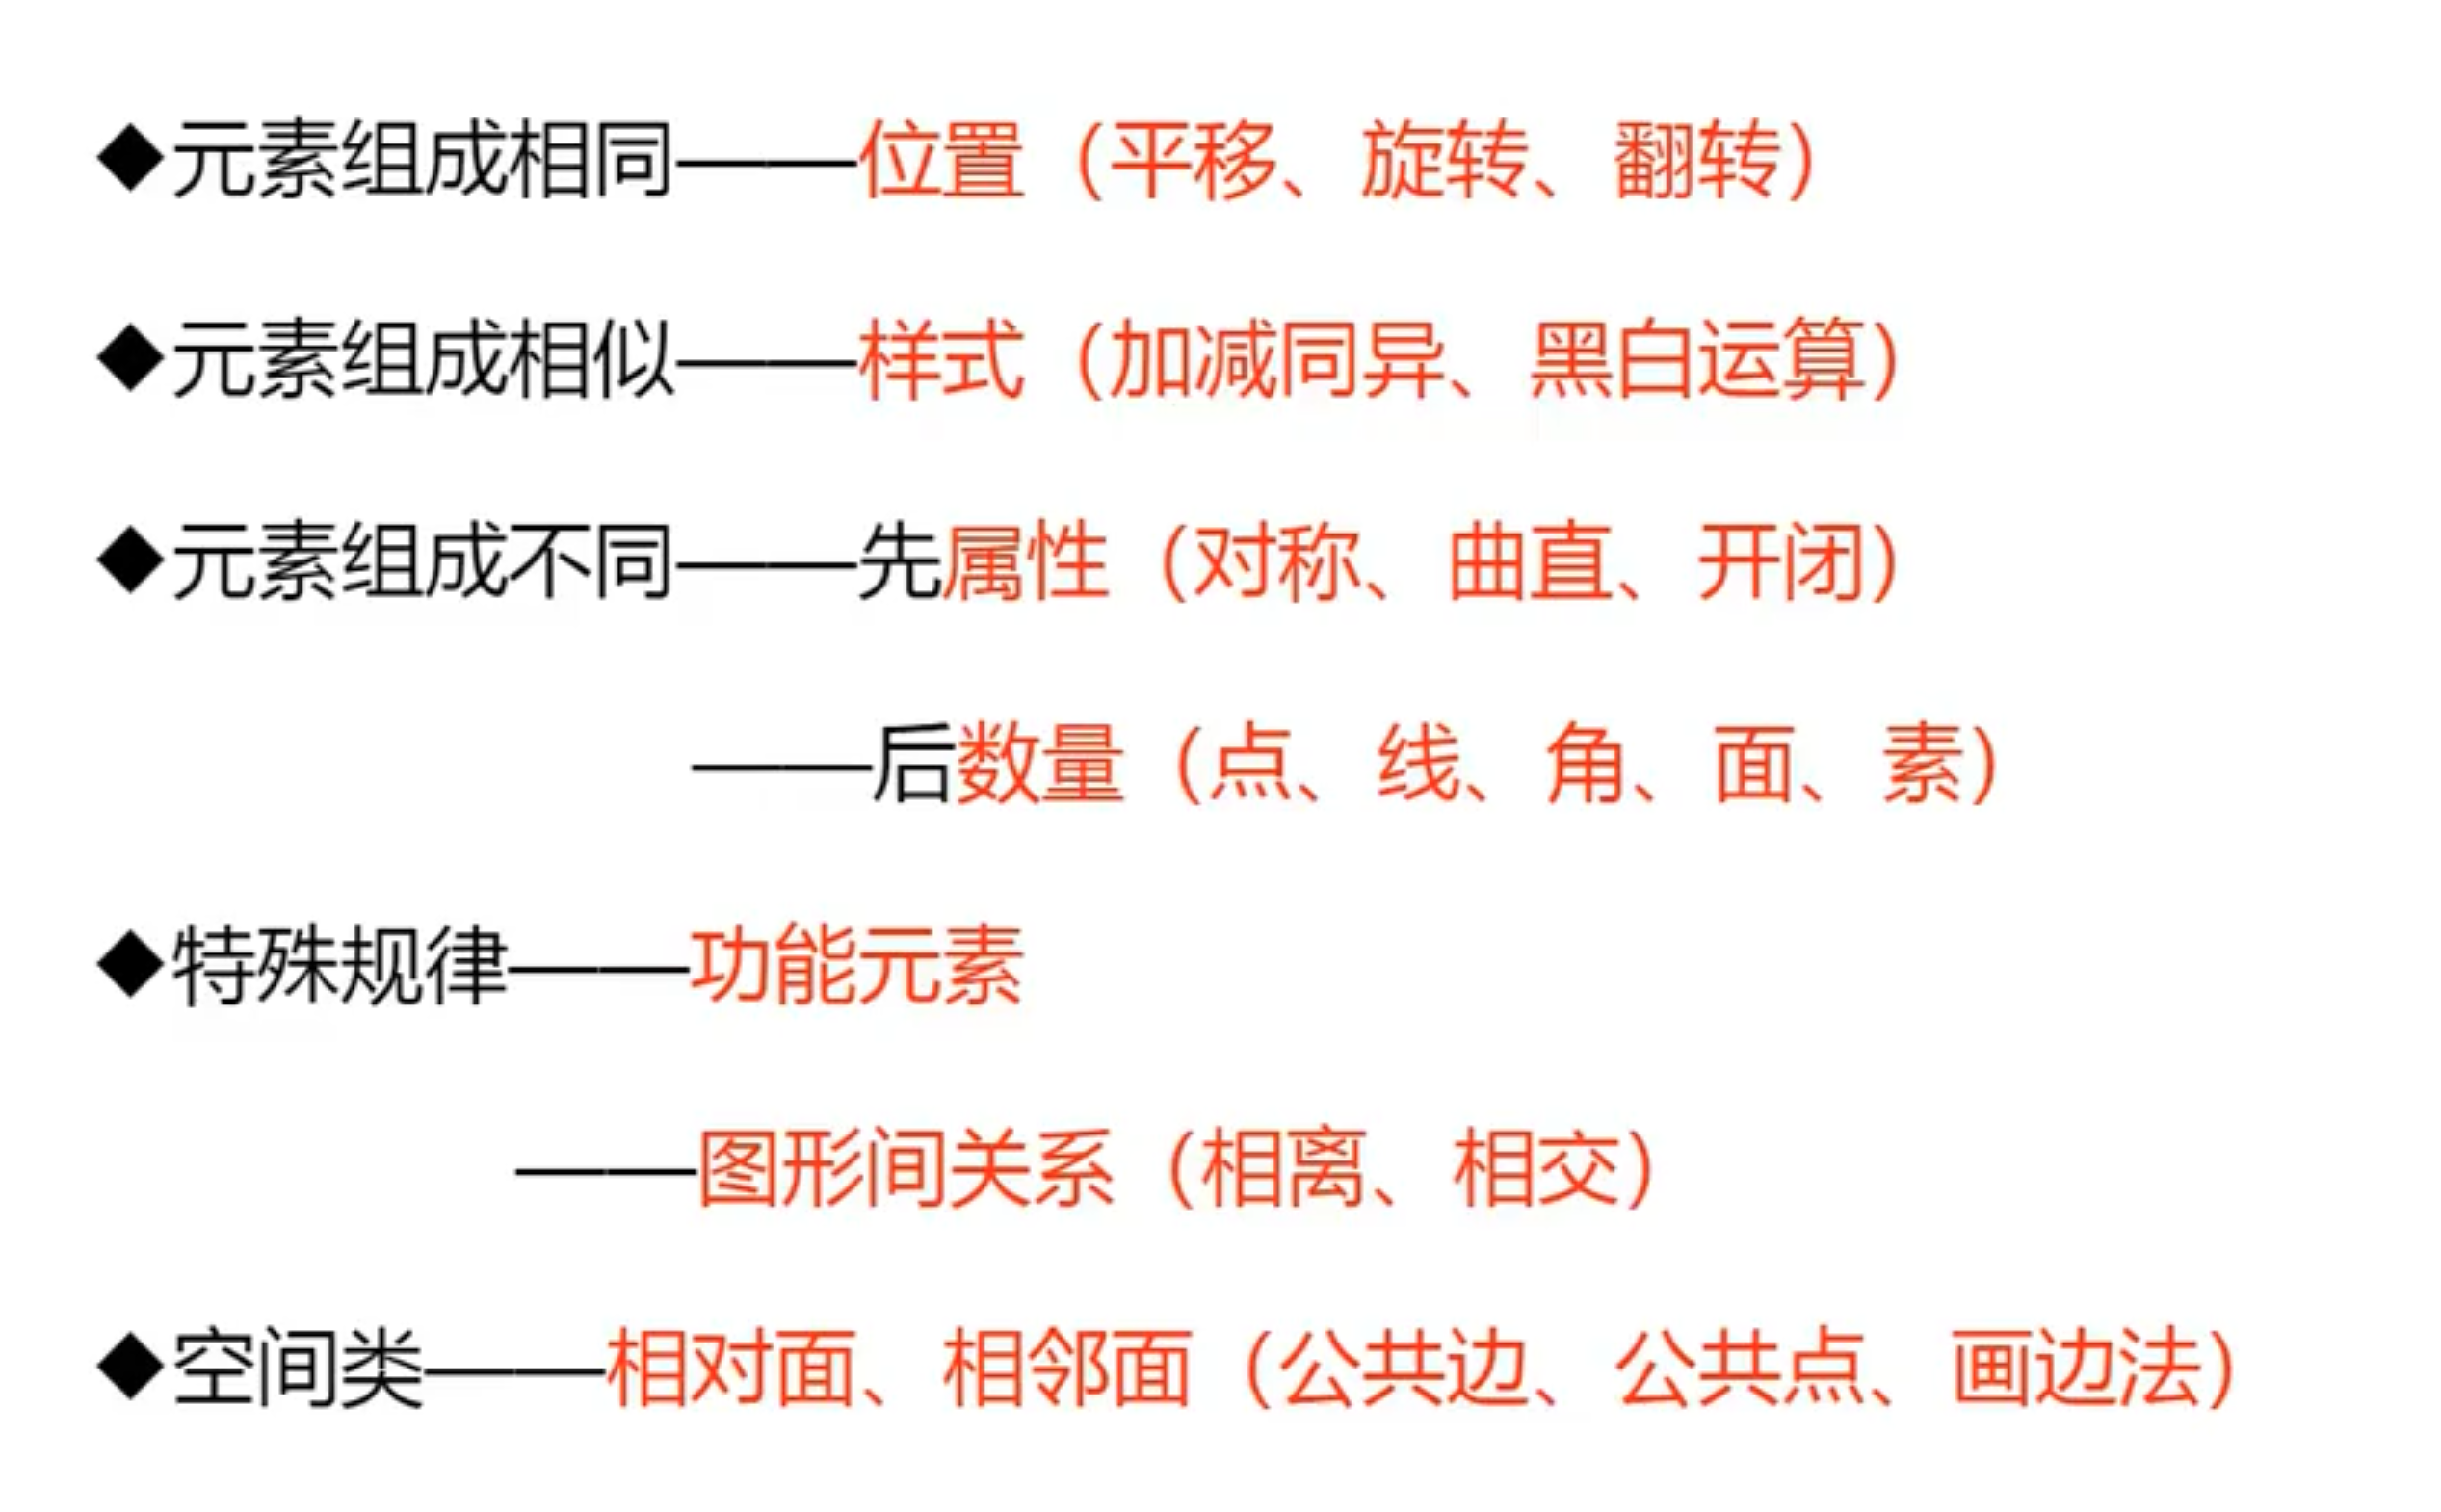 ◆元素组成相同——位置（平移、旋转、翻转）
◆元素组成相似——样式（加减同异、黑白运算）
◆元素组成不同——先属性（对称、曲直、开闭）
——后数量（点、线、角、面、素）
◆特殊规律——功能元素
——图形间关系（相离、相交）
◆空间类——相对面、相邻面（公共边、公共点、画边法）